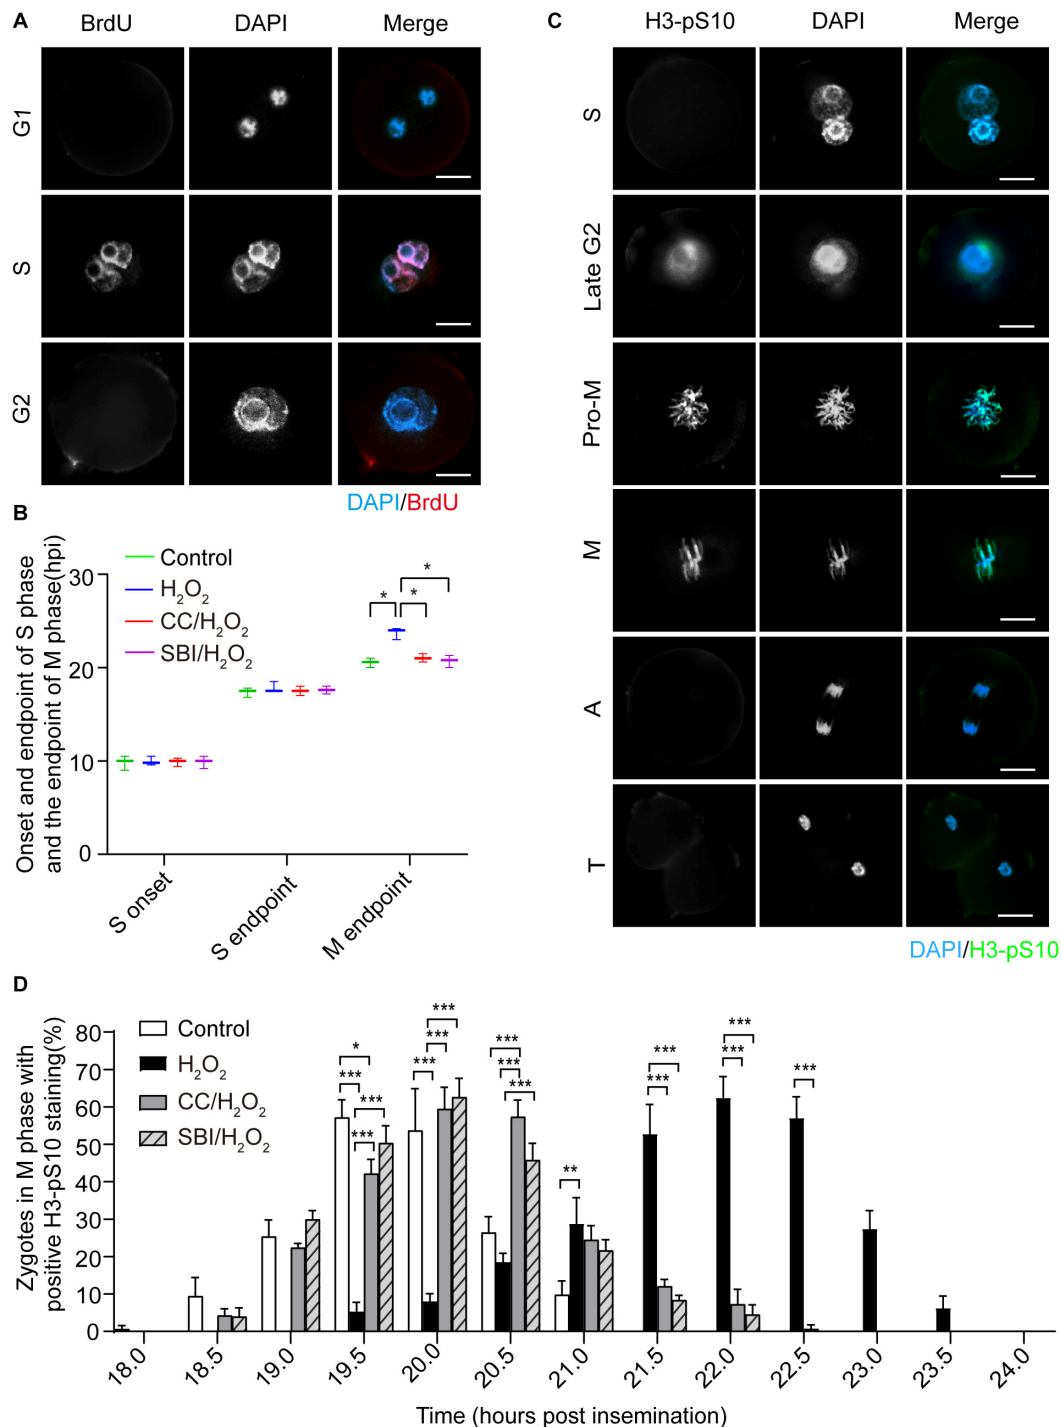 A
BrdU DAPI Merge
G1
S
G2
DAPI/BrdU
B
Control
H2O2
CC/H2O2
SBI/H2O2
Onset and endpoint of S phase
and the endpoint of M phase(hpi)
30
20
10
0
* * *
S onset
S endpoint
M endpoint
C
H3-pS10 DAPI Merge
S
Late G2
Pro-M
M
A
T
DAPI/H3-pS10
D
Control
H2O2
CC/H2O2
SBI/H2O2
Zygotes in M phase with
positive H3-pS10 staining(%)
80
70
60
50
40
30
20
10
0
* *** *** ***
*** *** ***
*** *** ***
**
*** ***
*** ***
***
18.0 18.5 19.0 19.5 20.0 20.5 21.0 21.5 22.0 22.5 23.0 23.5 24.0
Time (hours post insemination)